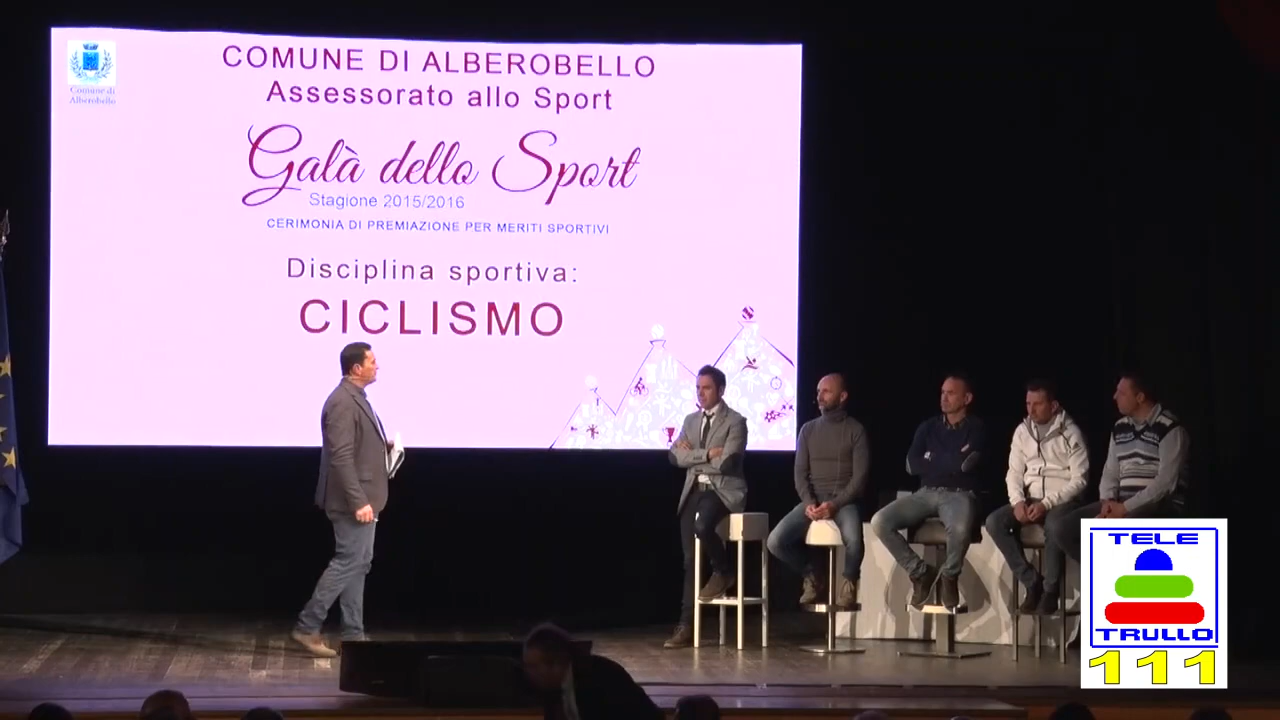 COMUNE DI ALBEROBELLO
Assessorato allo Sport
Comune di
Alberobello
Galà dello Sport
Stagione 2015/2016
CERIMONIA DI PREMIAZIONE PER MERITI SPORTIVI
Disciplina sportiva:
CICLISMO
TELE
TRULLO
111